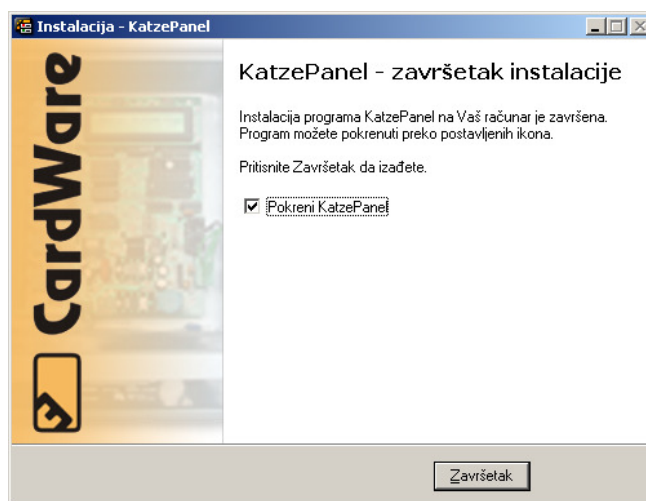 Instalacija - KatzePanel
CardWare
KatzePanel - završetak instalacije
Instalacija programa KatzePanel na Vaš računar je završena.
Program možete pokrenuti preko postavljenih ikona.
Pritisnite Završetak da izađete.
Pokreni KatzePanel
Završetak